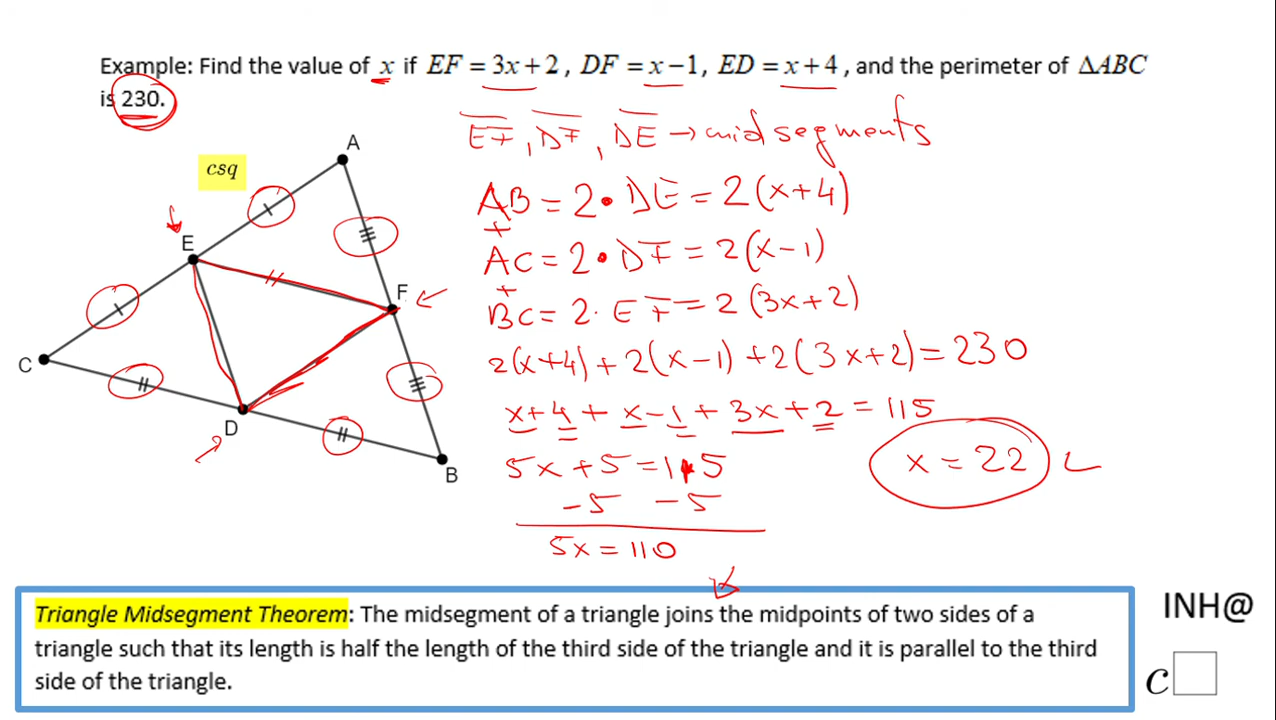 Example: Find the value of x if EF = 3x+2, DF = x−1, ED = x+4, and the perimeter of ΔABC
is 230.
EF, DF, DE → midsegments
csq
A
AB = 2 • DE = 2(x+4)
+
E
AC = 2 • DF = 2(x−1)
+
F
BC = 2 · EF = 2(3x+2)
C
2(x+4) + 2(x−1) + 2(3x+2) = 230
x+4 + x−1 + 3x+2 = 115
D
B
5x+5 = 115
x = 22
−5 −5
5x = 110
Triangle Midsegment Theorem: The midsegment of a triangle joins the midpoints of two sides of a
triangle such that its length is half the length of the third side of the triangle and it is parallel to the third
side of the triangle.
INH@
c